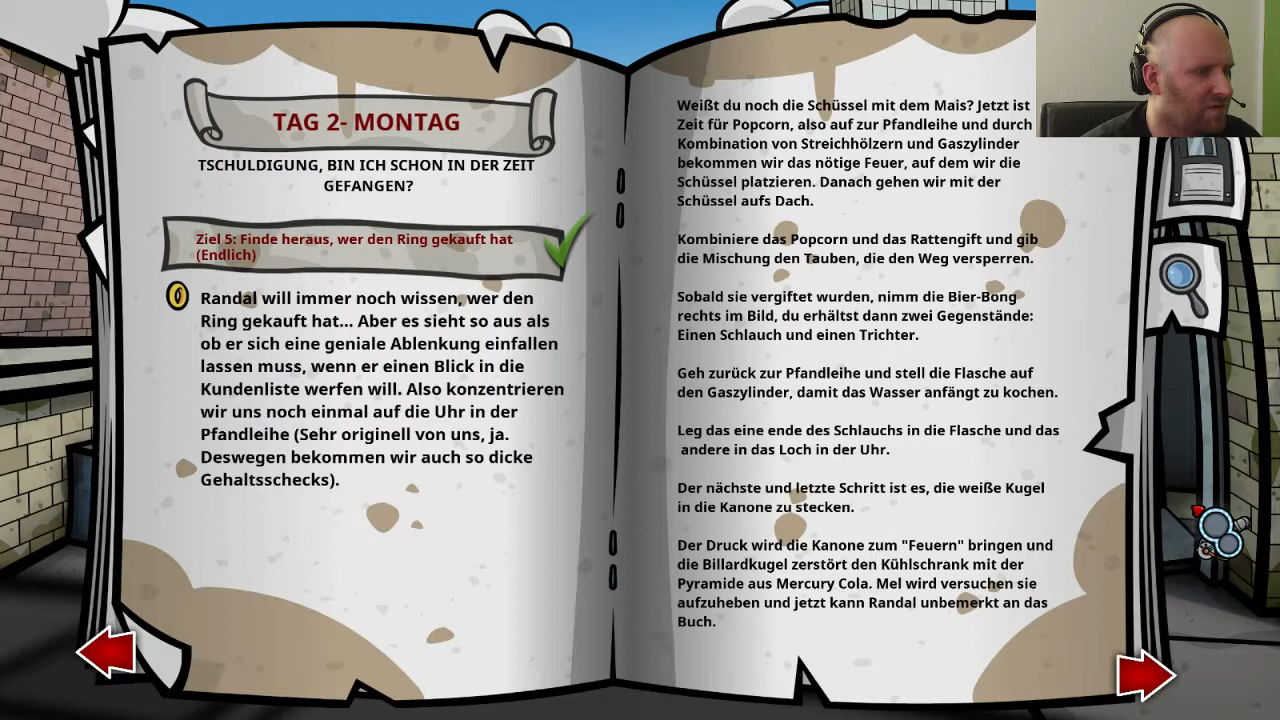 TAG 2- MONTAG
TSCHULDIGUNG, BIN ICH SCHON IN DER ZEIT
GEFANGEN?
Ziel 5: Finde heraus, wer den Ring gekauft hat
(Endlich)
Randal will immer noch wissen, wer den
Ring gekauft hat... Aber es sieht so aus als
ob er sich eine geniale Ablenkung einfallen
lassen muss, wenn er einen Blick in die
Kundenliste werfen will. Also konzentrieren
wir uns noch einmal auf die Uhr in der
Pfandleihe (Sehr originell von uns, ja.
Deswegen bekommen wir auch so dicke
Gehaltsschecks).
Weißt du noch die Schüssel mit dem Mais? Jetzt ist
Zeit für Popcorn, also auf zur Pfandleihe und durch
Kombination von Streichhölzern und Gaszylinder
bekommen wir das nötige Feuer, auf dem wir die
Schüssel platzieren. Danach gehen wir mit der
Schüssel aufs Dach.
Kombiniere das Popcorn und das Rattengift und gib
die Mischung den Tauben, die den Weg versperren.
Sobald sie vergiftet wurden, nimm die Bier-Bong
rechts im Bild, du erhältst dann zwei Gegenstände:
Einen Schlauch und einen Trichter.
Geh zurück zur Pfandleihe und stell die Flasche auf
den Gaszylinder, damit das Wasser anfängt zu kochen.
Leg das eine ende des Schlauchs in die Flasche und das
andere in das Loch in der Uhr.
Der nächste und letzte Schritt ist es, die weiße Kugel
in die Kanone zu stecken.
Der Druck wird die Kanone zum "Feuern" bringen und
die Billardkugel zerstört den Kühlschrank mit der
Pyramide aus Mercury Cola. Mel wird versuchen sie
aufzuheben und jetzt kann Randal unbemerkt an das
Buch.